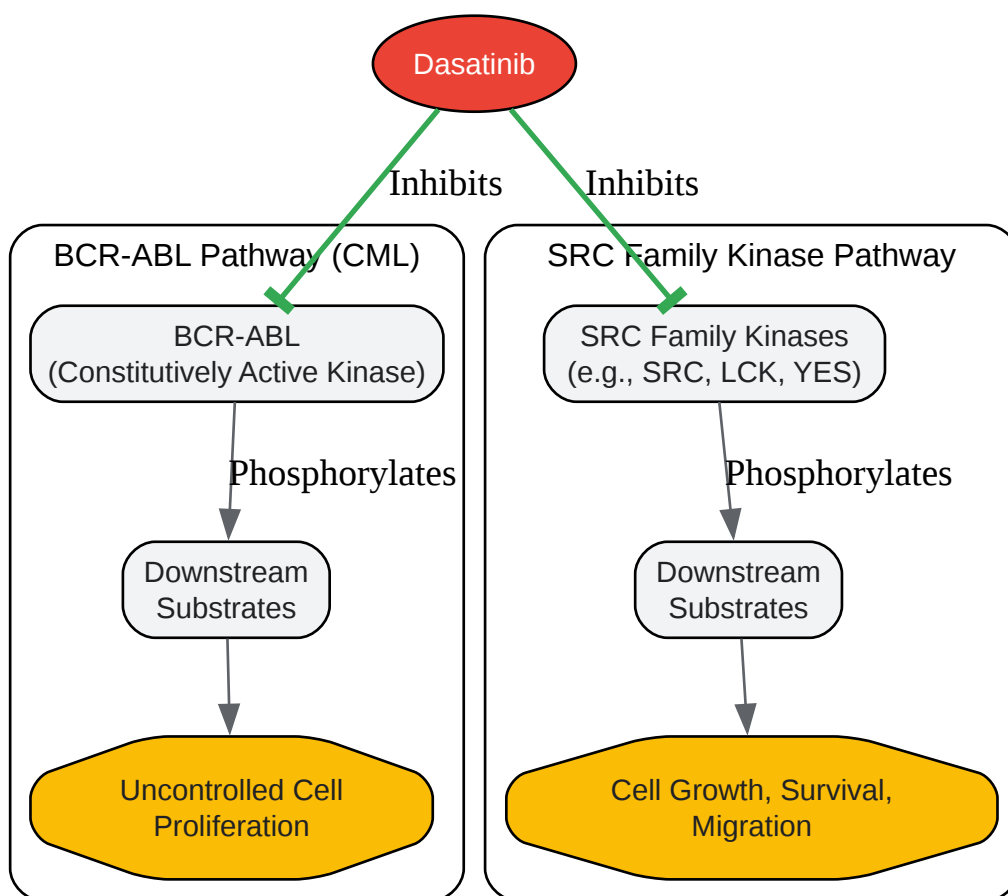 Dasatinib
Inhibits
Inhibits
BCR-ABL Pathway (CML)
BCR-ABL
(Constitutively Active Kinase)
Phosphorylates
Downstream
Substrates
Uncontrolled Cell
Proliferation
SRC Family Kinase Pathway
SRC Family Kinases
(e.g., SRC, LCK, YES)
Phosphorylates
Downstream
Substrates
Cell Growth, Survival,
Migration